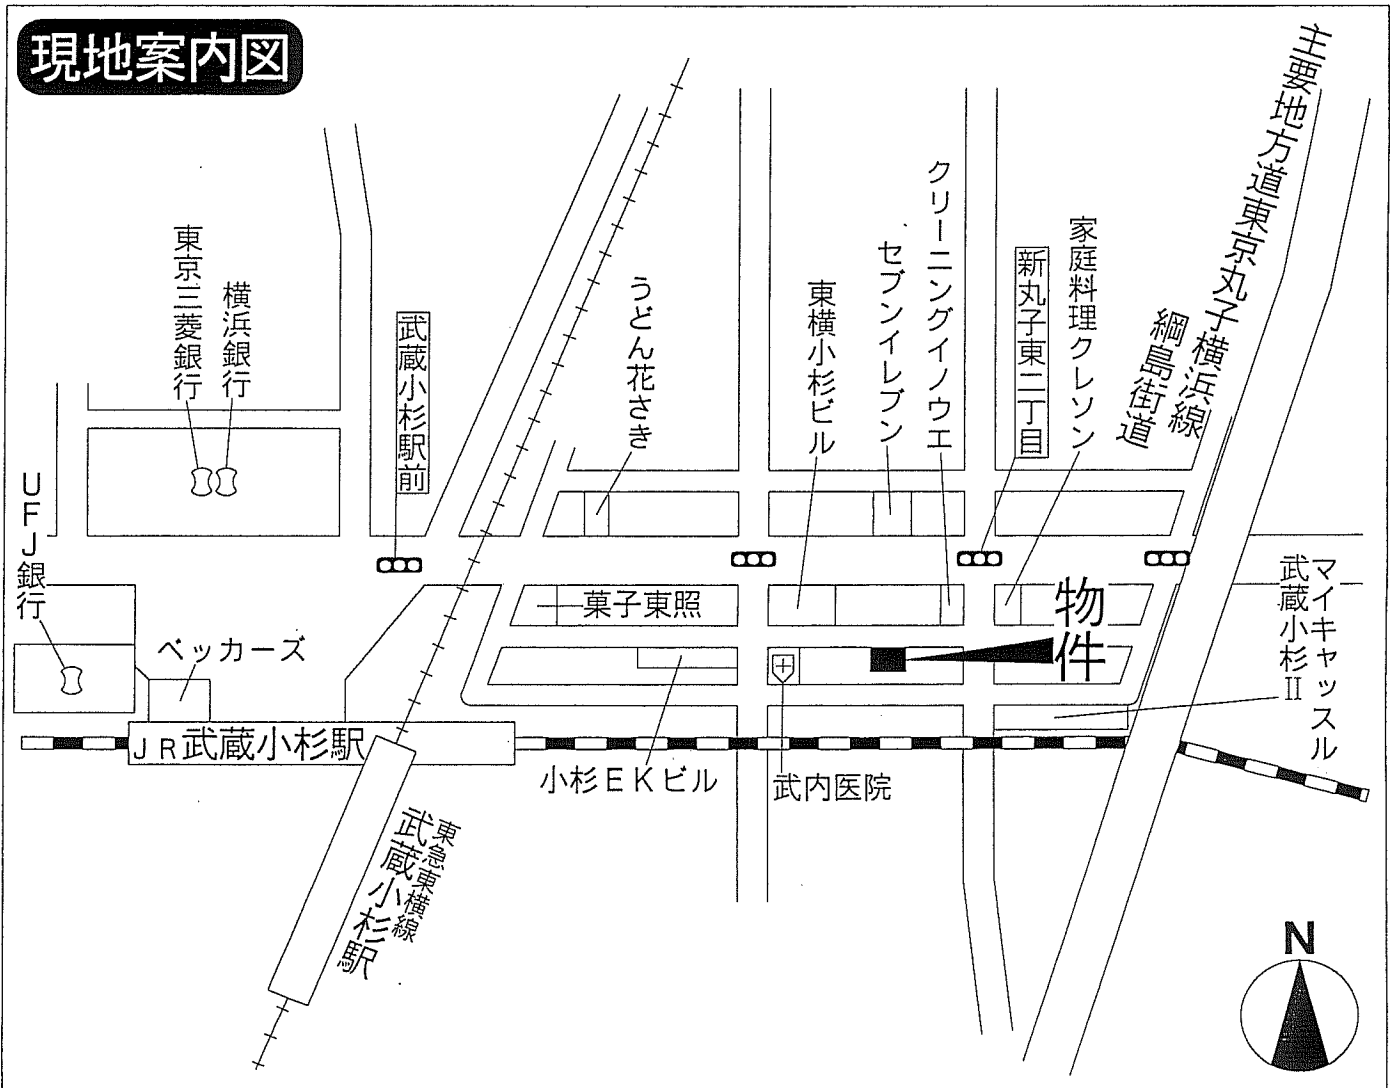 現地案内図
主要地方道東京丸子横浜線
綱島街道
家庭料理クレソン
新丸子東二丁目
クリーニングイノウエ
セブンイレブン
東横小杉ビル
うどん花さき
武蔵小杉駅前
横浜銀行
東京三菱銀行
UFJ銀行
ベッカーズ
菓子東照
物件
マイキャッスル
武蔵小杉II
JR武蔵小杉駅
小杉EKビル
武内医院
東急東横線
武蔵小杉駅
N